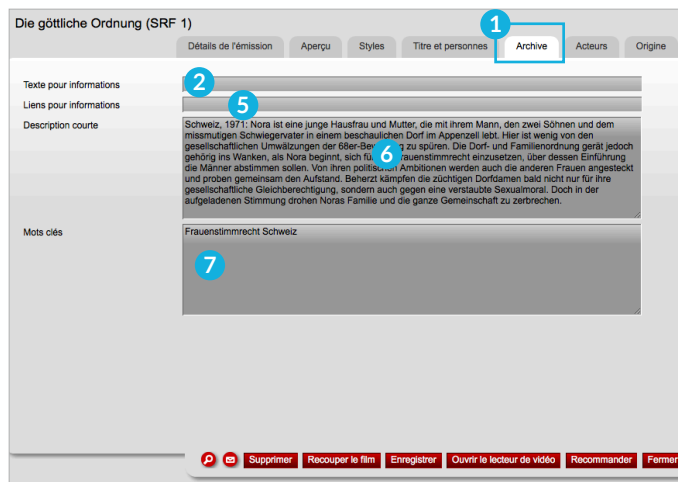 Die göttliche Ordnung (SRF 1)
1
Détails de l'émission Aperçu Styles Titre et personnes Archive Acteurs Origine
Texte pour informations 2
Liens pour informations 5
Description courte
Schweiz, 1971: Nora ist eine junge Hausfrau und Mutter, die mit ihrem Mann, den zwei Söhnen und dem
missmutigen Schwiegervater in einem beschaulichen Dorf im Appenzell lebt. Hier ist wenig von den
gesellschaftlichen Umwälzungen der 68er-Be zu spüren. Die Dorf- und Familienordnung gerät jedoch
gehörig ins Wanken, als Nora beginnt, sich fü rauenstimmrecht einzusetzen, über dessen Einführung
6
die Männer abstimmen sollen. Von ihren politischen Ambitionen werden auch die anderen Frauen angesteckt
und proben gemeinsam den Aufstand. Beherzt kämpfen die züchtigen Dorfdamen bald nicht nur für ihre
gesellschaftliche Gleichberechtigung, sondern auch gegen eine verstaubte Sexualmoral. Doch in der
aufgeladenen Stimmung drohen Noras Familie und die ganze Gemeinschaft zu zerbrechen.
Mots clés
Frauenstimmrecht Schweiz
7
Supprimer Recouper le film Enregistrer Ouvrir le lecteur de vidéo Recommander Fermer